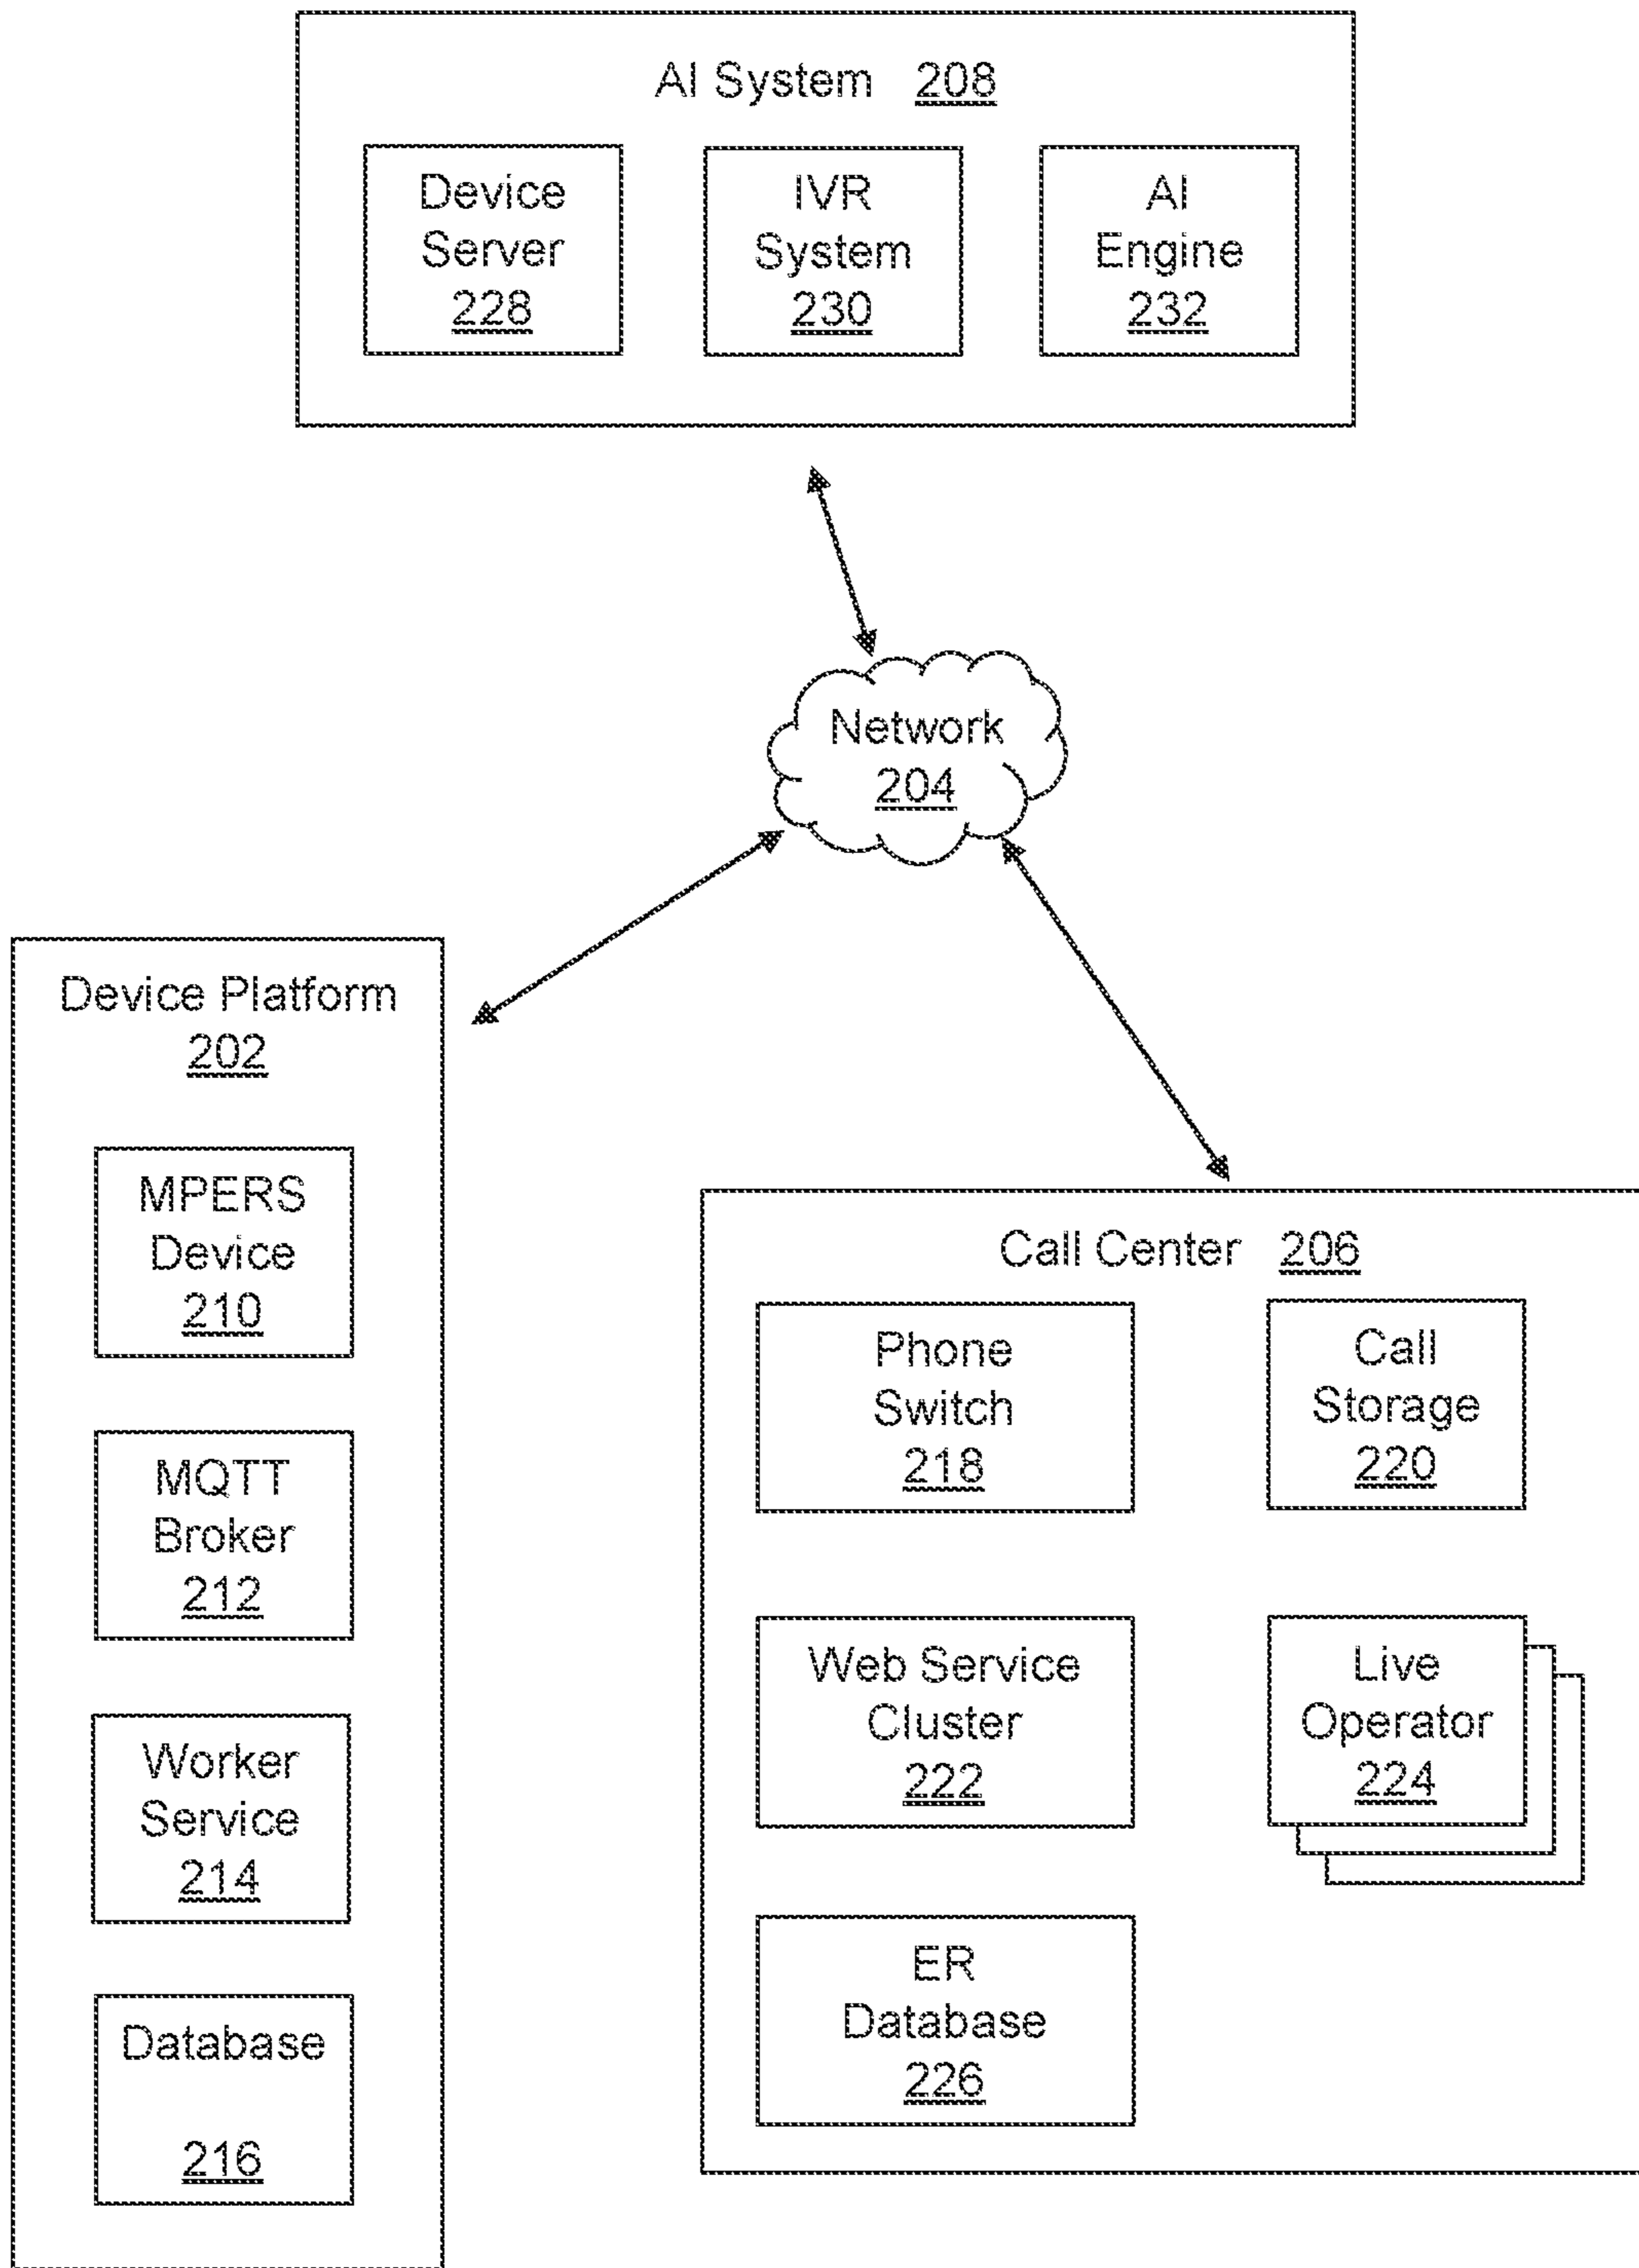 AI System 208
Device
Server
228
IVR
System
230
AI
Engine
232
Network
204
Device Platform
202
MPERS
Device
210
MQTT
Broker
212
Worker
Service
214
Database
216
Call Center 206
Phone
Switch
218
Call
Storage
220
Web Service
Cluster
222
Live
Operator
224
ER
Database
226